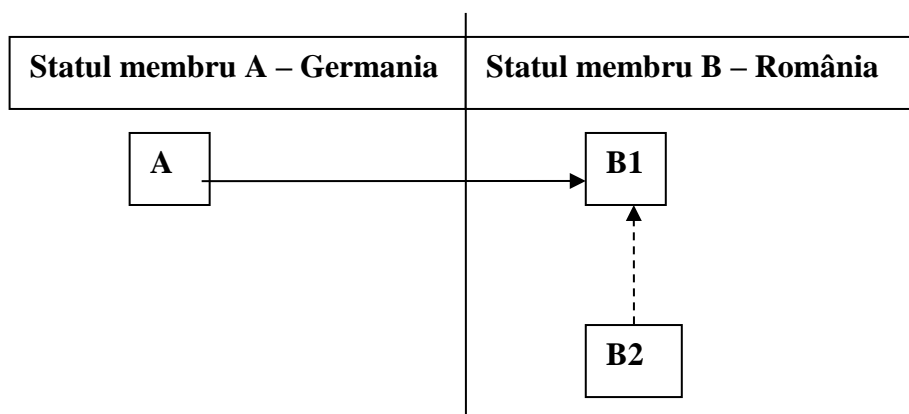 Statul membru A – Germania
Statul membru B – România
A
B1
B2